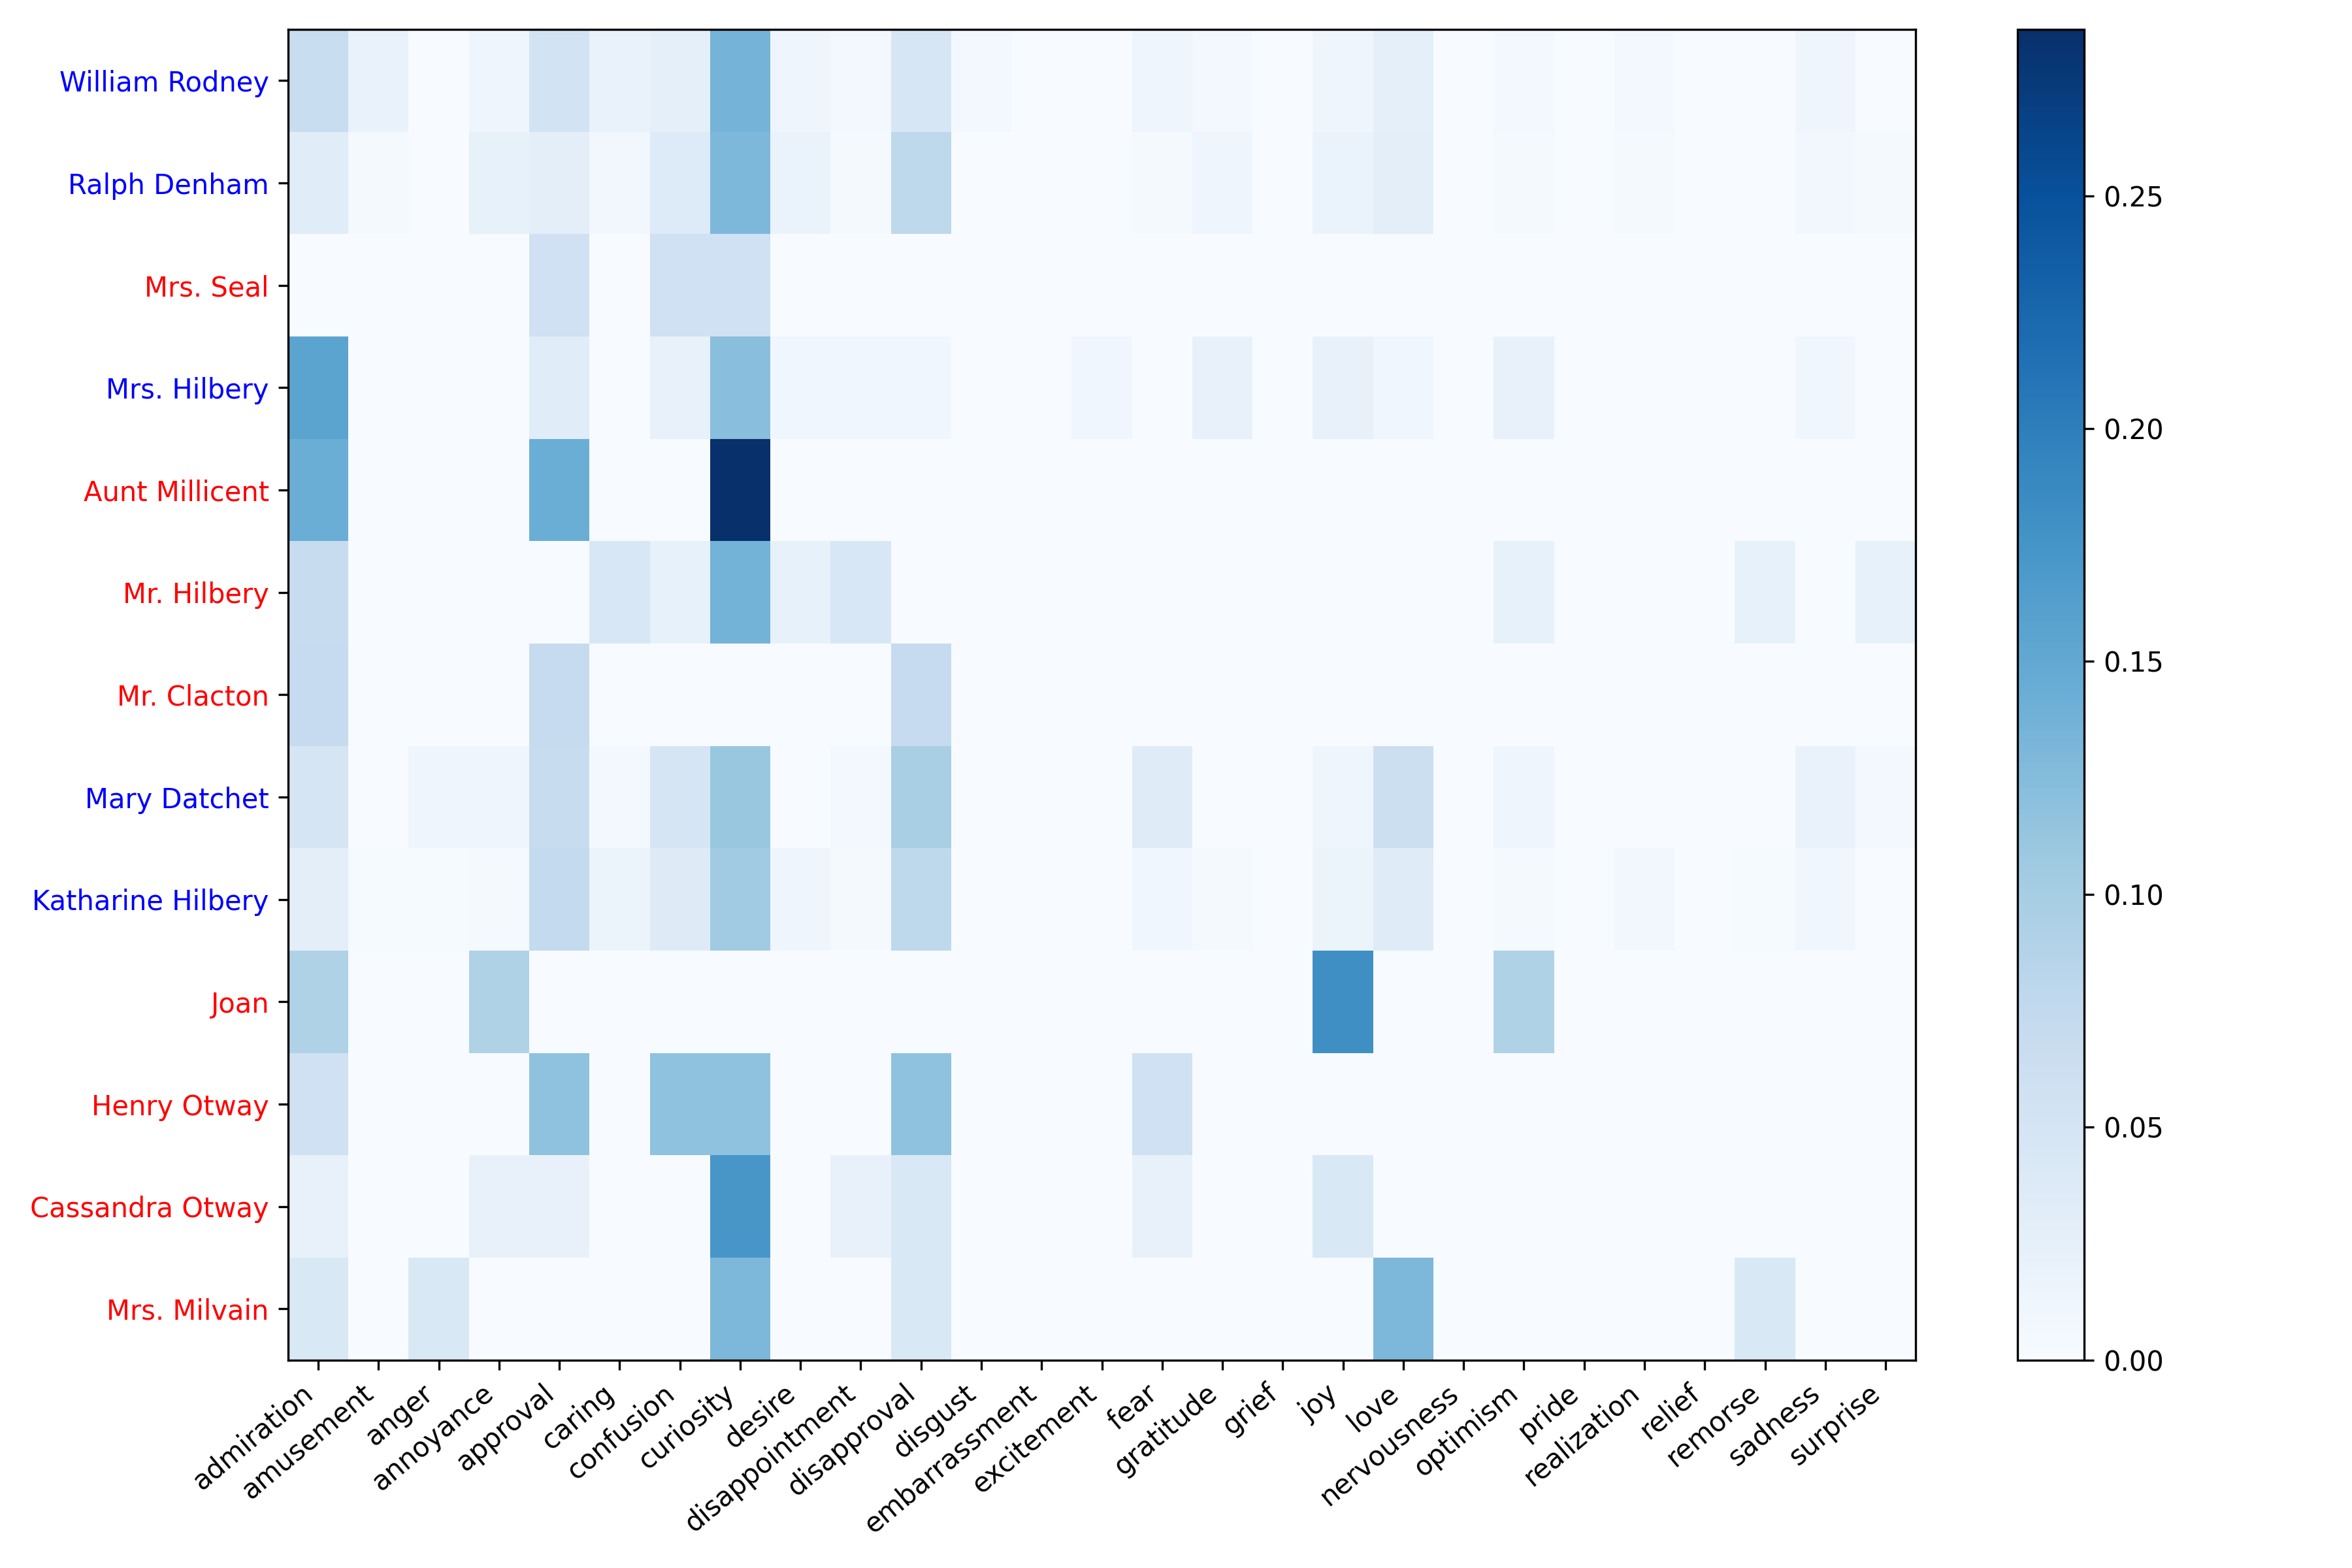 William Rodney
Ralph Denham
Mrs. Seal
Mrs. Hilbery
Aunt Millicent
Mr. Hilbery
Mr. Clacton
Mary Datchet
Katharine Hilbery
Joan
Henry Otway
Cassandra Otway
Mrs. Milvain
admiration
amusement
anger
annoyance
approval
caring
confusion
curiosity
desire
disappointment
disapproval
disgust
embarrassment
excitement
fear
gratitude
grief
joy
love
nervousness
optimism
pride
realization
relief
remorse
sadness
surprise
0.25
0.20
0.15
0.10
0.05
0.00